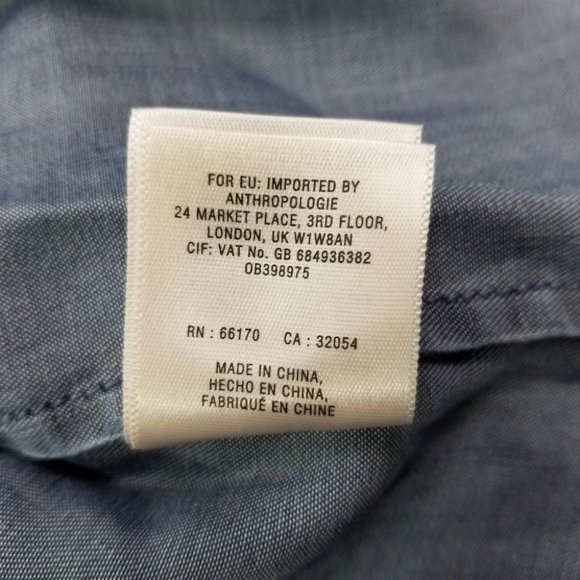 FOR EU: IMPORTED BY
ANTHROPOLOGIE
24 MARKET PLACE, 3RD FLOOR,
LONDON, UK W1W8AN
CIF: VAT No. GB 684936382
OB398975
RN : 66170 CA : 32054
MADE IN CHINA,
HECHO EN CHINA,
FABRIQUÉ EN CHINE